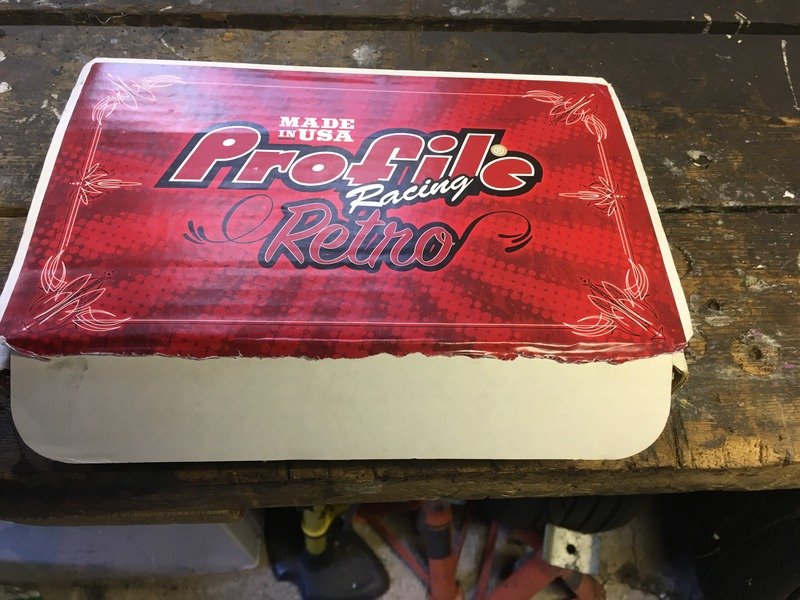 MADE
IN USA
Profile
Racing
Retro